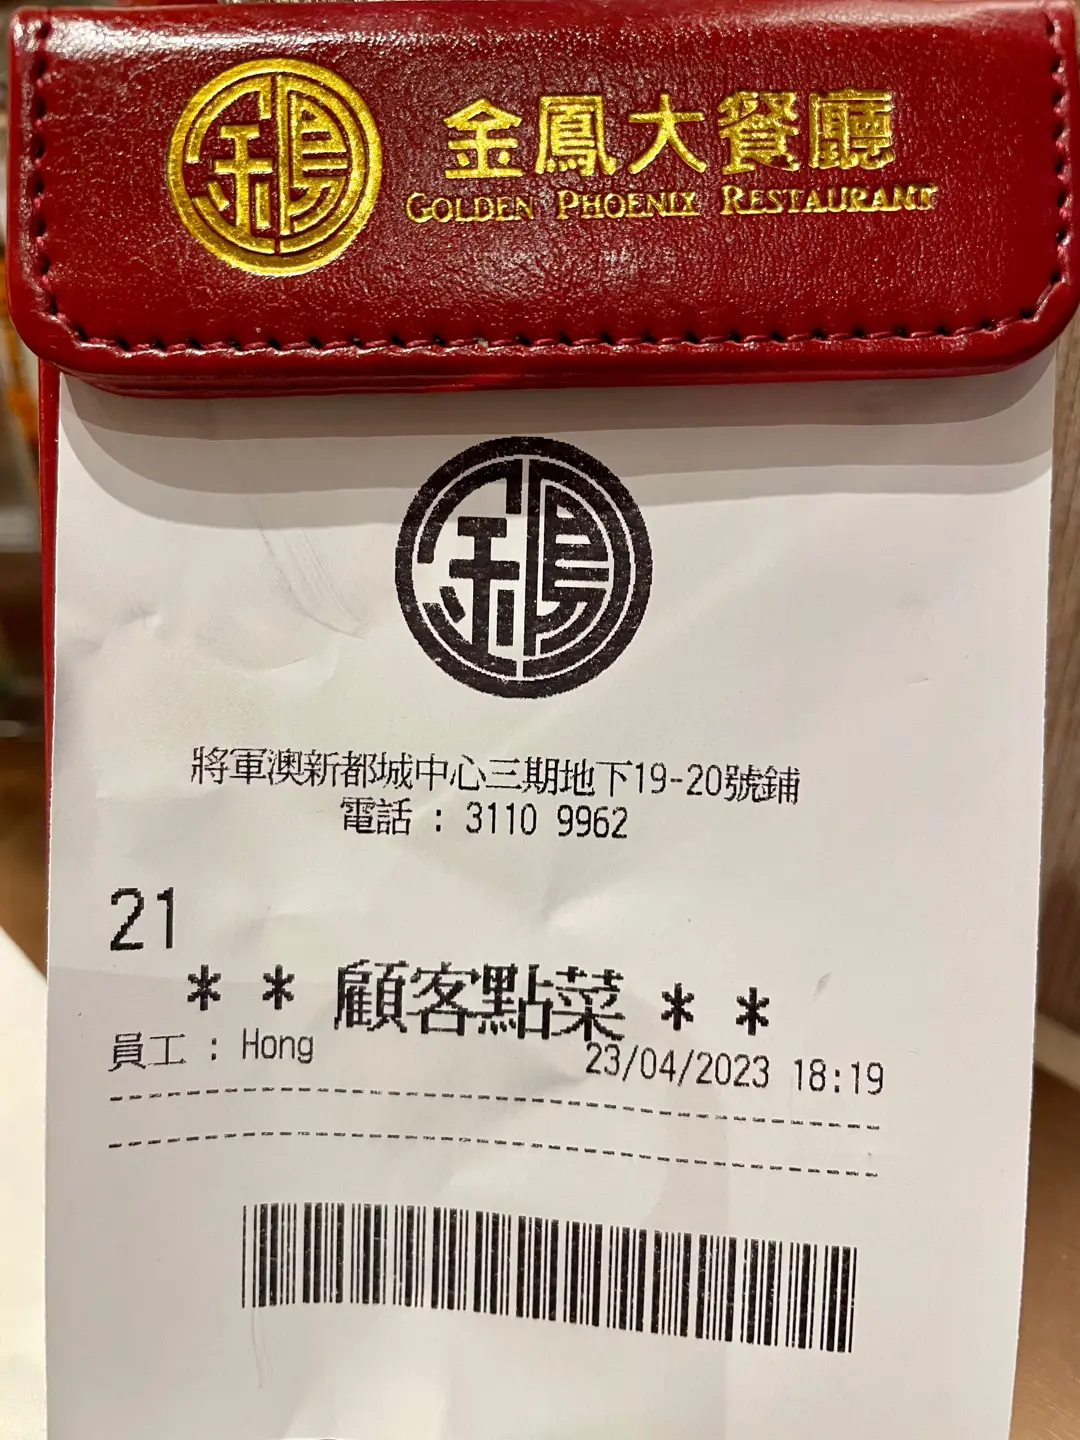 金鳳大餐廳
GOLDEN PHOENIX RESTAURANT
將軍澳新都城中心三期地下19-20號鋪
電話 : 3110 9962
21
** 顧客點菜 **
員工 : Hong
23/04/2023 18:19